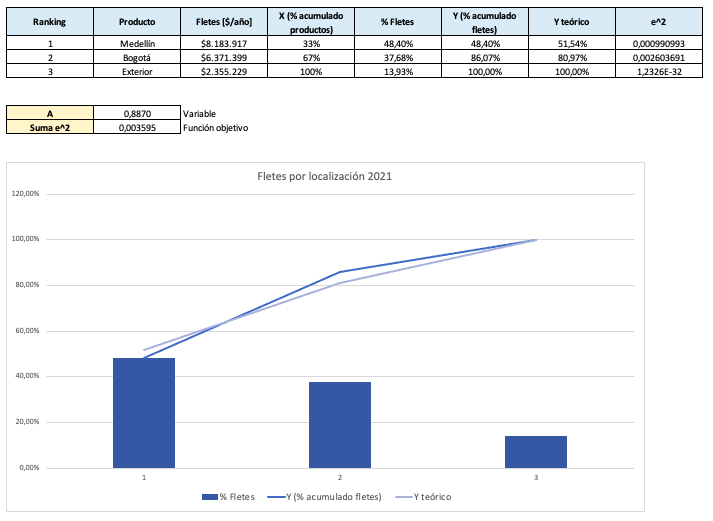 Ranking Producto Fletes [$/año] X (% acumulado productos) % Fletes Y (% acumulado fletes) Y teórico e^2
1 Medellín $8.183.917 33% 48,40% 48,40% 51,54% 0,000990993
2 Bogotá $6.371.399 67% 37,68% 86,07% 80,97% 0,002603691
3 Exterior $2.355.229 100% 13,93% 100,00% 100,00% 1,2326E-32
A 0,8870 Variable
Suma e^2 0,003595 Función objetivo
Fletes por localización 2021
120,00%
100,00%
80,00%
60,00%
40,00%
20,00%
0,00%
1 2 3
% Fletes Y (% acumulado fletes) Y teórico